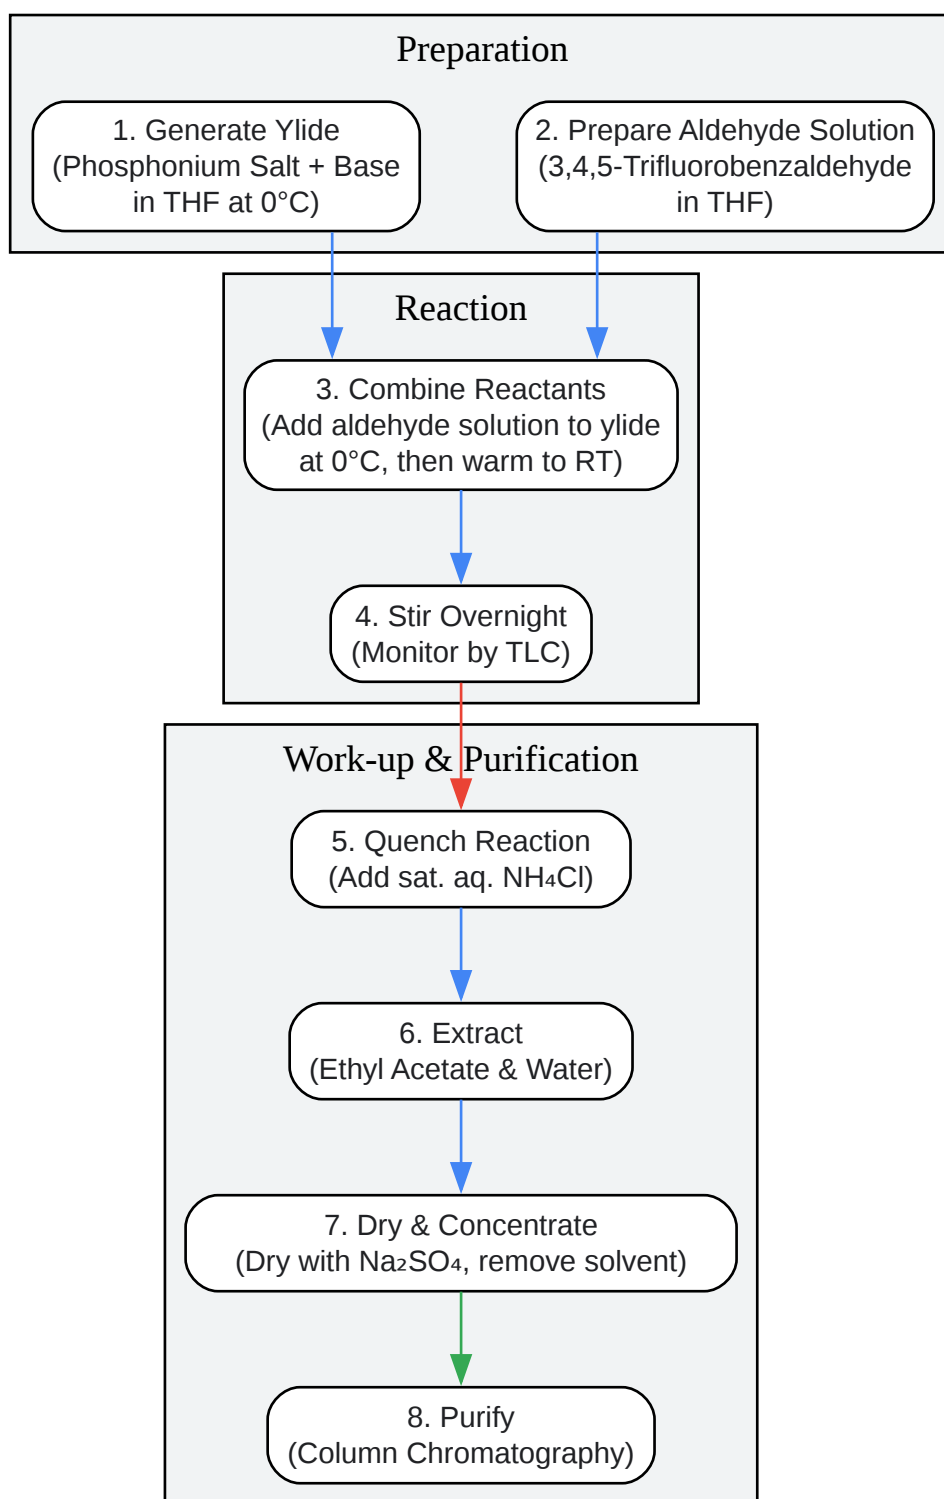 Preparation
1. Generate Ylide
(Phosphonium Salt + Base
in THF at 0°C)
2. Prepare Aldehyde Solution
(3,4,5-Trifluorobenzaldehyde
in THF)
Reaction
3. Combine Reactants
(Add aldehyde solution to ylide
at 0°C, then warm to RT)
4. Stir Overnight
(Monitor by TLC)
Work-up & Purification
5. Quench Reaction
(Add sat. aq. NH₄Cl)
6. Extract
(Ethyl Acetate & Water)
7. Dry & Concentrate
(Dry with Na₂SO₄, remove solvent)
8. Purify
(Column Chromatography)